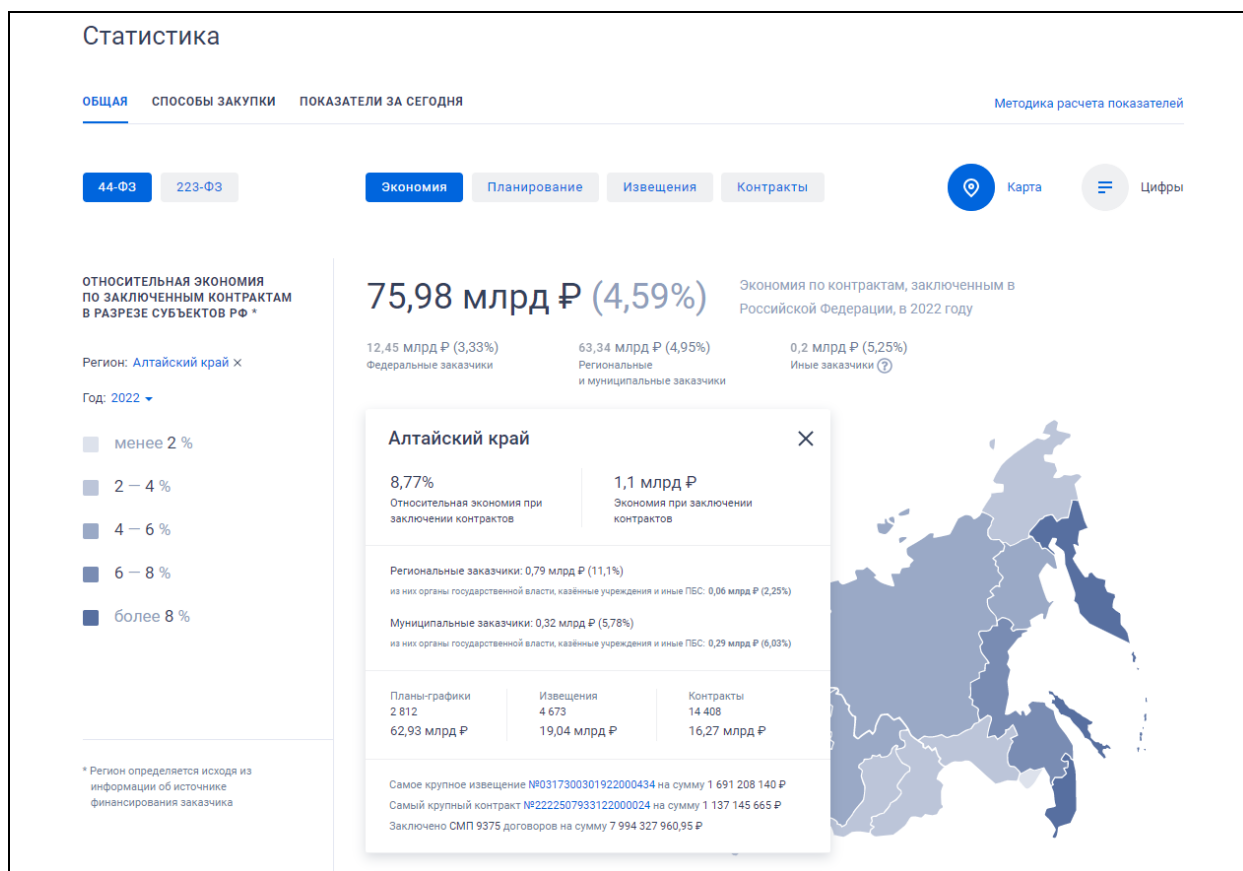 Статистика
ОБЩАЯ СПОСОБЫ ЗАКУПКИ ПОКАЗАТЕЛИ ЗА СЕГОДНЯ Методика расчета показателей
44-ФЗ 223-ФЗ Экономия Планирование Извещения Контракты Карта Цифры
ОТНОСИТЕЛЬНАЯ ЭКОНОМИЯ
ПО ЗАКЛЮЧЕННЫМ КОНТРАКТАМ
В РАЗРЕЗЕ СУБЪЕКТОВ РФ *
Регион: Алтайский край ×
Год: 2022
менее 2 %
2 — 4 %
4 — 6 %
6 — 8 %
более 8 %
* Регион определяется исходя из
информации об источнике
финансирования заказчика
75,98 млрд ₽ (4,59%)
Экономия по контрактам, заключенным в
Российской Федерации, в 2022 году
12,45 млрд ₽ (3,33%)
Федеральные заказчики
63,34 млрд ₽ (4,95%)
Региональные
и муниципальные заказчики
0,2 млрд ₽ (5,25%)
Иные заказчики ?
Алтайский край
8,77%
Относительная экономия при
заключении контрактов
1,1 млрд ₽
Экономия при заключении
контрактов
Региональные заказчики: 0,79 млрд ₽ (11,1%)
из них органы государственной власти, казённые учреждения и иные ПБС: 0,06 млрд ₽ (2,25%)
Муниципальные заказчики: 0,32 млрд ₽ (5,78%)
из них органы государственной власти, казённые учреждения и иные ПБС: 0,29 млрд ₽ (6,03%)
Планы-графики
2 812
62,93 млрд ₽
Извещения
4 673
19,04 млрд ₽
Контракты
14 408
16,27 млрд ₽
Самое крупное извещение №0317300301922000434 на сумму 1 691 208 140 ₽
Самый крупный контракт №2222507933122000024 на сумму 1 137 145 665 ₽
Заключено СМП 9375 договоров на сумму 7 994 327 960,95 ₽